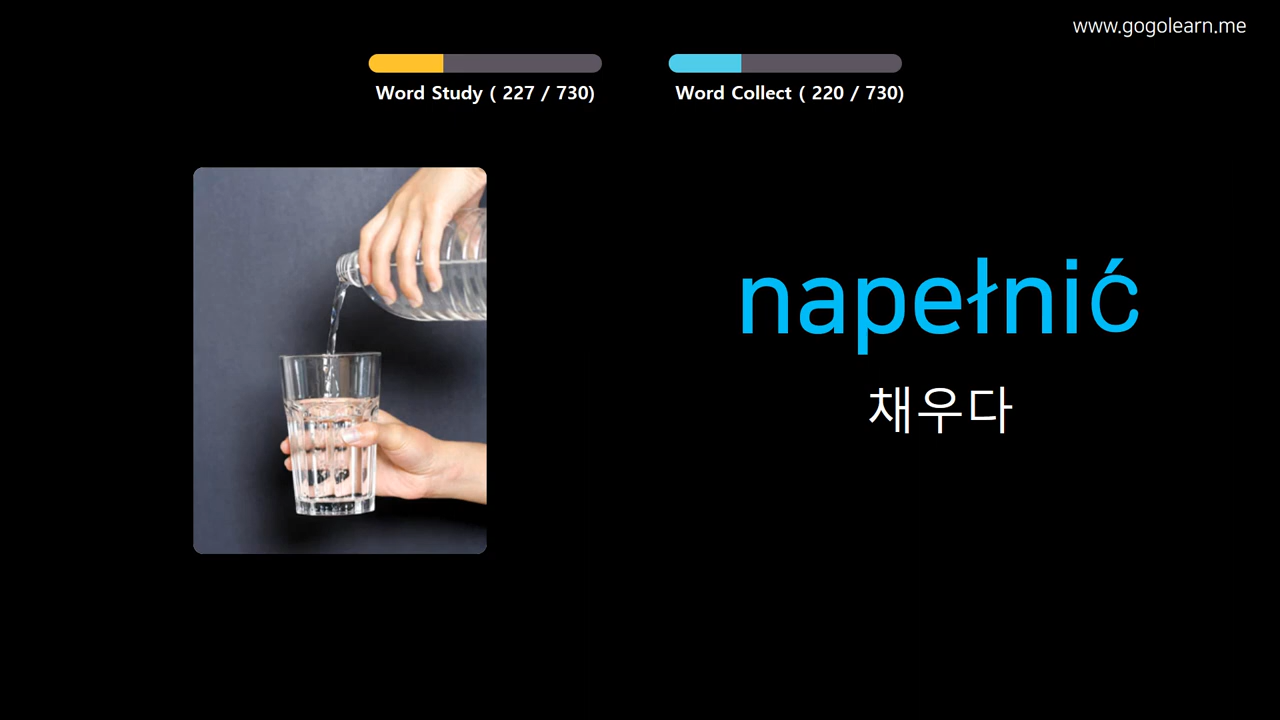 www.gogolearn.me
Word Study ( 227 / 730)
Word Collect ( 220 / 730)
napełnić
채우다